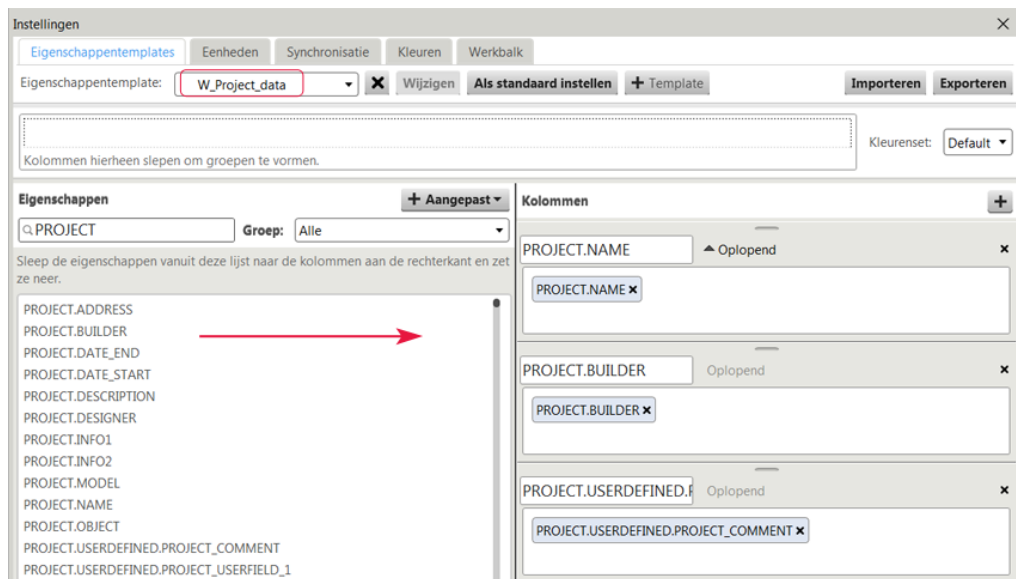 Instellingen
Eigenschappentemplates Eenheden Synchronisatie Kleuren Werkbalk
Eigenschappentemplate: W_Project_data Wijzigen Als standaard instellen + Template Importeren Exporteren
Kolommen hierheen slepen om groepen te vormen.
Kleurenset: Default
Eigenschappen + Aangepast
PROJECT Groep: Alle
Sleep de eigenschappen vanuit deze lijst naar de kolommen aan de rechterkant en zet
ze neer.
PROJECT.ADDRESS
PROJECT.BUILDER
PROJECT.DATE_END
PROJECT.DATE_START
PROJECT.DESCRIPTION
PROJECT.DESIGNER
PROJECT.INFO1
PROJECT.INFO2
PROJECT.MODEL
PROJECT.NAME
PROJECT.OBJECT
PROJECT.USERDEFINED.PROJECT_COMMENT
PROJECT.USERDEFINED.PROJECT_USERFIELD_1
Kolommen +
PROJECT.NAME Oplopend
PROJECT.NAME
PROJECT.BUILDER Oplopend
PROJECT.BUILDER
PROJECT.USERDEFINED. Oplopend
PROJECT.USERDEFINED.PROJECT_COMMENT